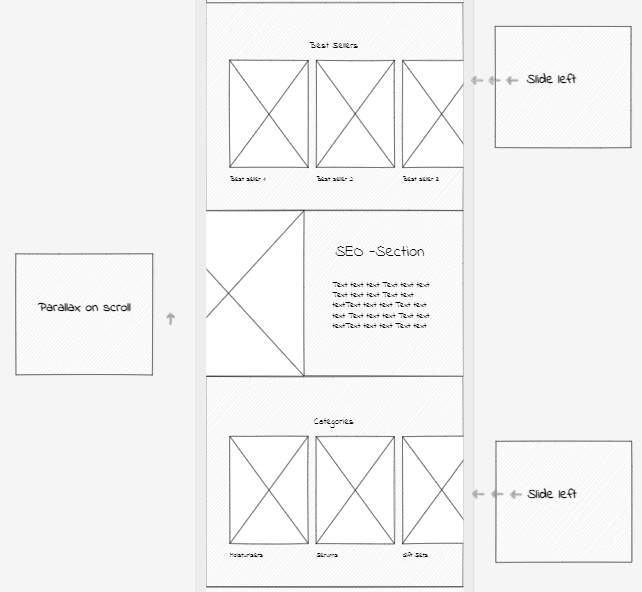 Best Sellers
Slide left
Best seller 1
Best seller 2
Best seller 3
SEO -Section
Text text text Text text text
Text text text Text text
textText text text Text text
text Text text text Text text
textText text text Text text
Parallax on scroll
Categories
Slide left
Moisturisers
Serums
Gift Sets